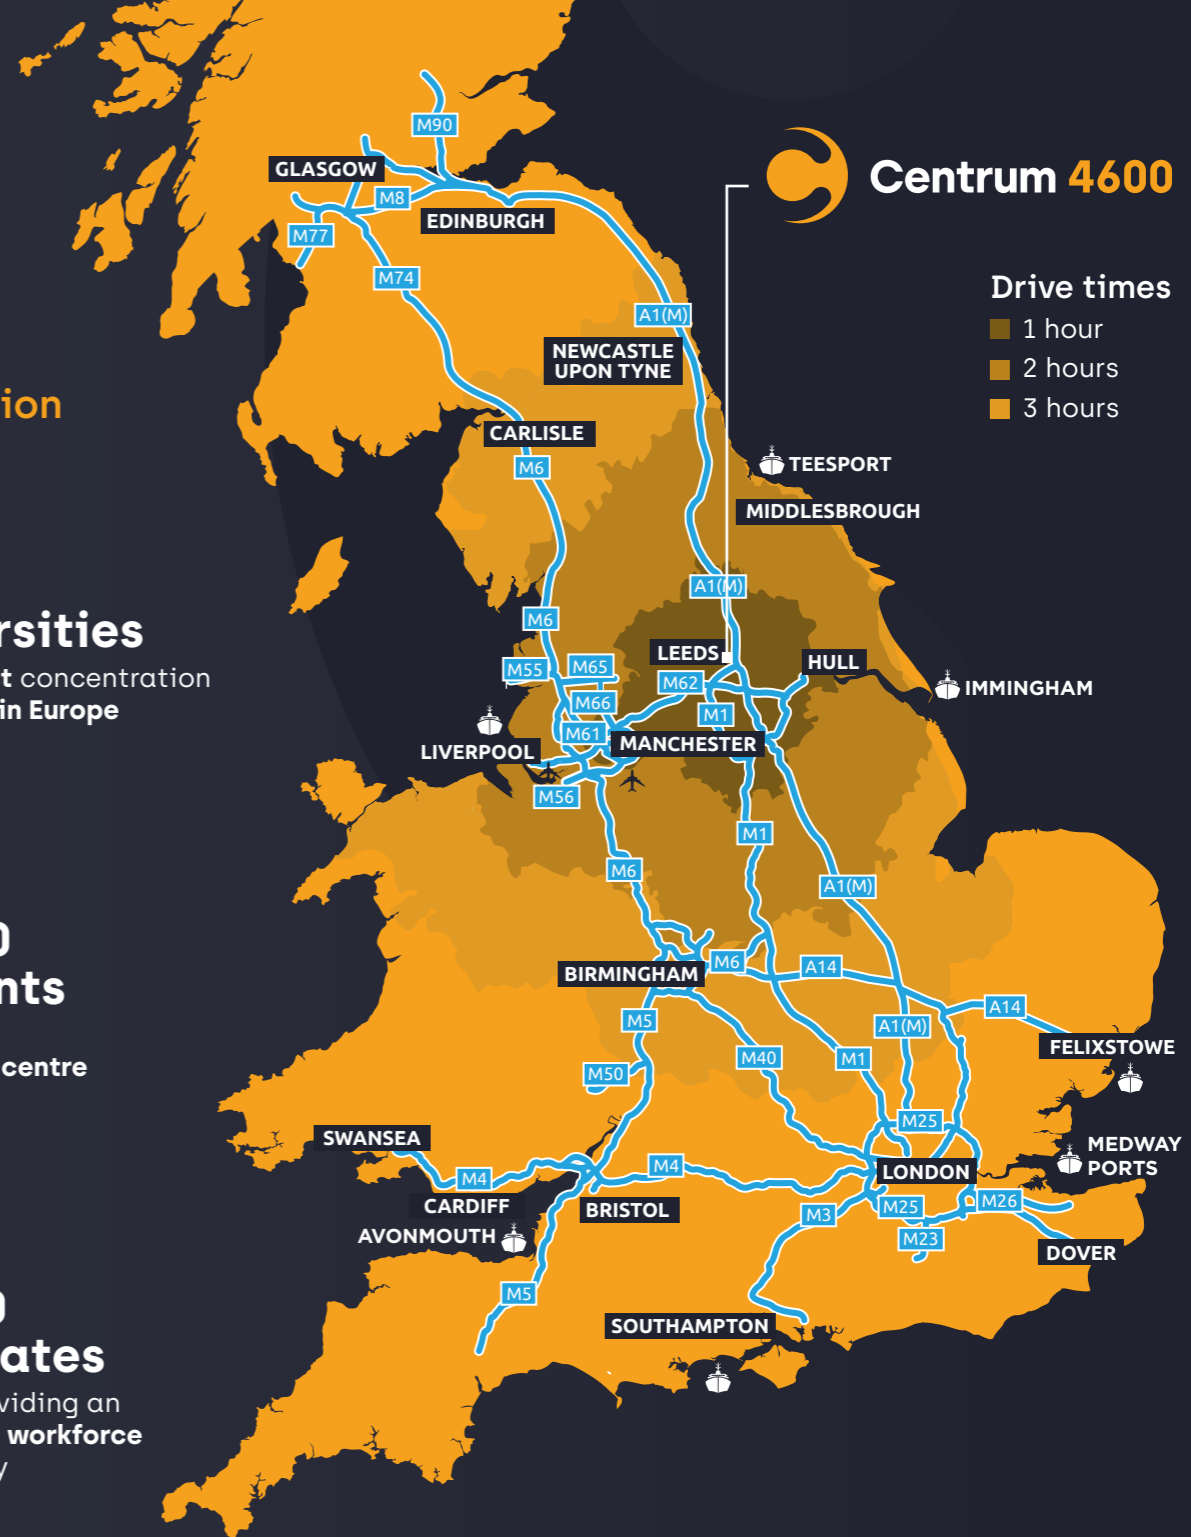 M90
GLASGOW
M8
EDINBURGH
M77
M74
Centrum 4600
Drive times
1 hour
2 hours
3 hours
A1(M)
NEWCASTLE
UPON TYNE
ion
CARLISLE
M6
TEESPORT
MIDDLESBROUGH
A1(M)
M6
rsities
t concentration
in Europe
LEEDS
HULL
M55
M65
M62
IMMINGHAM
M66
M1
M61
MANCHESTER
LIVERPOOL
M56
M1
M6
A1(M)
nts
BIRMINGHAM
M6
A14
A14
M5
A1(M)
FELIXSTOWE
centre
M50
M40
M1
M25
SWANSEA
MEDWAY
PORTS
M4
M4
LONDON
CARDIFF
BRISTOL
M3
M25
M26
AVONMOUTH
M23
DOVER
M5
SOUTHAMPTON
ates
viding an
workforce
y